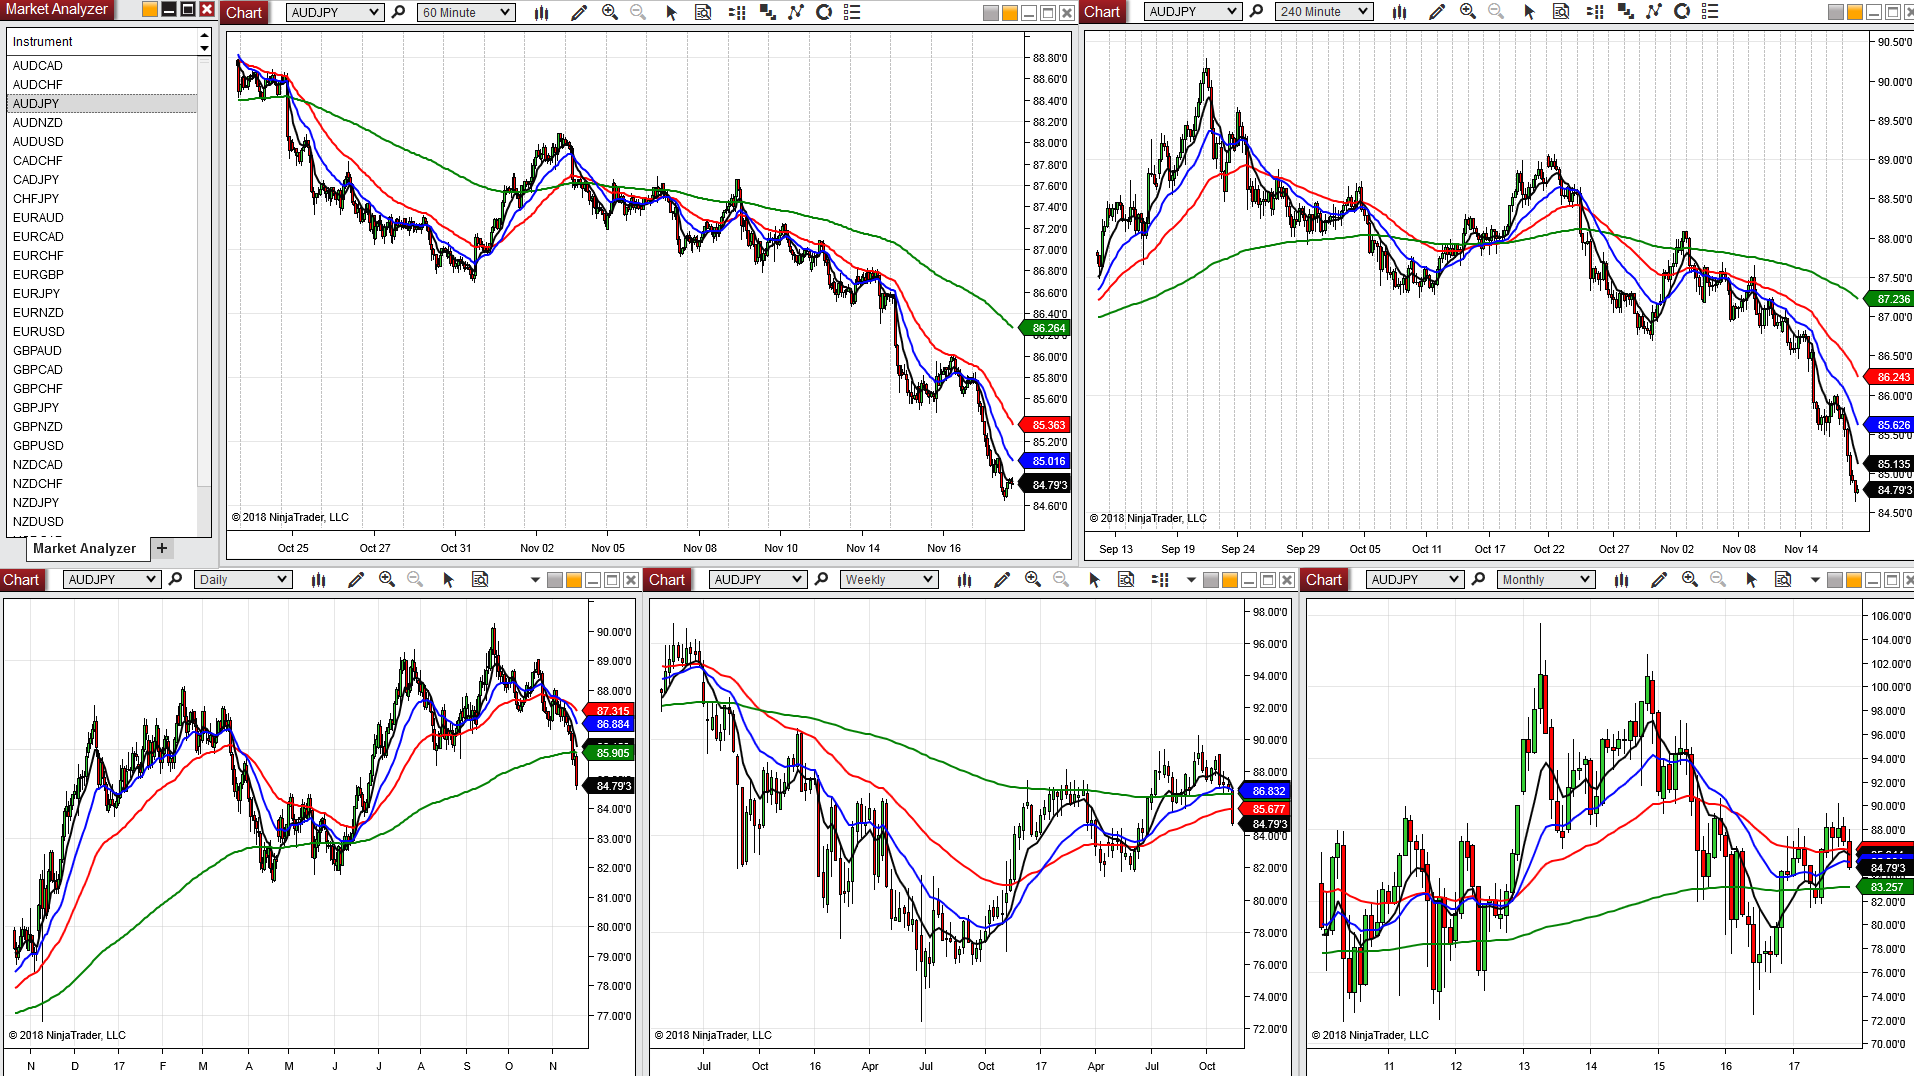 Market Analyzer
Instrument
AUDCAD
AUDCHF
AUDJPY
AUDNZD
AUDUSD
CADCHF
CADJPY
CHFJPY
EURAUD
EURCAD
EURCHF
EURGBP
EURJPY
EURNZD
EURUSD
GBPAUD
GBPCAD
GBPCHF
GBPJPY
GBPNZD
GBPUSD
NZDCAD
NZDCHF
NZDJPY
NZDUSD
Market Analyzer +
Chart AUDJPY 60 Minute
88.80'0
88.60'0
88.40'0
88.20'0
88.00'0
87.80'0
87.60'0
87.40'0
87.20'0
87.00'0
86.80'0
86.60'0
86.40'0
86.264
86.00'0
85.80'0
85.60'0
85.363
85.20'0
85.016
84.79'3
84.60'0
© 2018 NinjaTrader, LLC
Oct 25 Oct 27 Oct 31 Nov 02 Nov 05 Nov 08 Nov 10 Nov 14 Nov 16
Chart AUDJPY 240 Minute
90.50'0
90.00'0
89.50'0
89.00'0
88.50'0
88.00'0
87.50'0
87.236
87.00'0
86.50'0
86.243
86.00'0
85.626
85.50'0
85.135
85.00'0
84.79'3
84.50'0
© 2018 NinjaTrader, LLC
Sep 13 Sep 19 Sep 24 Sep 29 Oct 05 Oct 11 Oct 17 Oct 22 Oct 27 Nov 02 Nov 08 Nov 14
Chart AUDJPY Daily
90.00'0
89.00'0
88.00'0
87.315
86.884
85.905
84.79'3
84.00'0
83.00'0
82.00'0
81.00'0
80.00'0
79.00'0
78.00'0
77.00'0
© 2018 NinjaTrader, LLC
N D 17 F M A M J J A S O N
Chart AUDJPY Weekly
98.00'0
96.00'0
94.00'0
92.00'0
90.00'0
88.00'0
86.832
85.677
84.79'3
84.00'0
82.00'0
80.00'0
78.00'0
76.00'0
74.00'0
72.00'0
© 2018 NinjaTrader, LLC
Jul Oct 16 Apr Jul Oct 17 Apr Jul Oct
Chart AUDJPY Monthly
106.00'0
104.00'0
102.00'0
100.00'0
98.00'0
96.00'0
94.00'0
92.00'0
90.00'0
88.00'0
84.79'3
83.257
82.00'0
80.00'0
78.00'0
76.00'0
74.00'0
72.00'0
70.00'0
© 2018 NinjaTrader, LLC
11 12 13 14 15 16 17